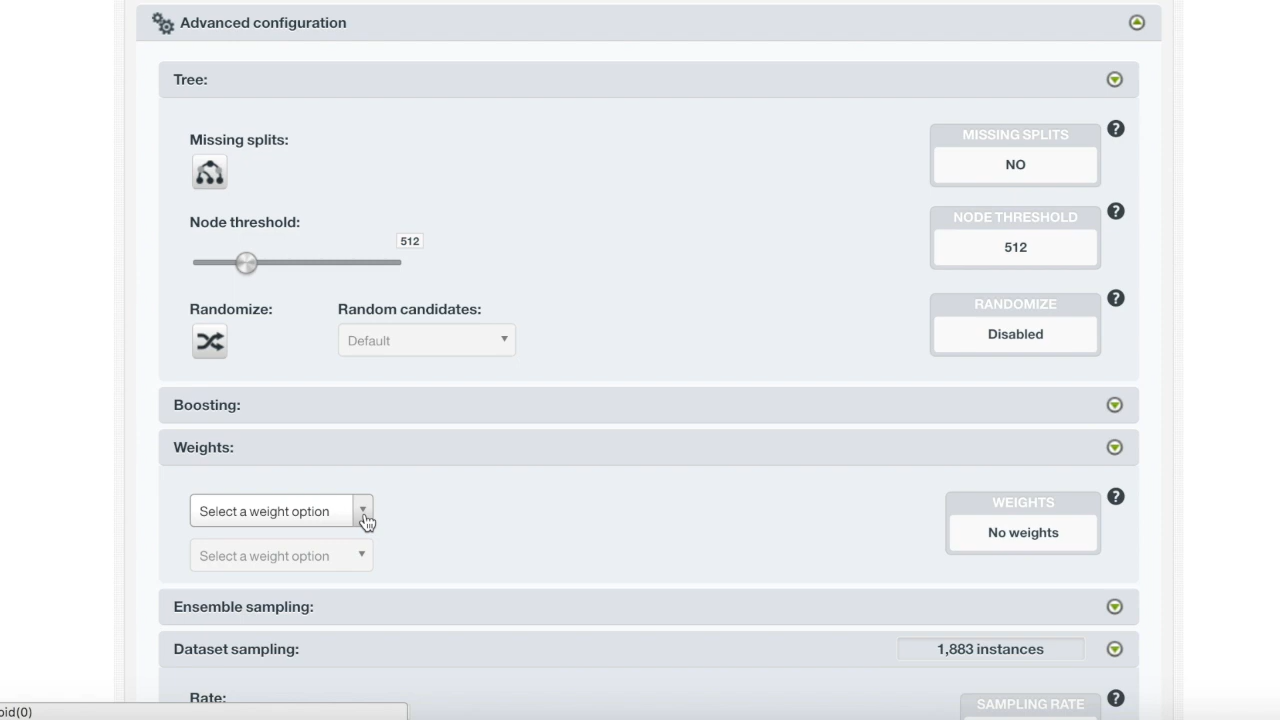 Advanced configuration
Tree:
Missing splits:
MISSING SPLITS
NO
?
Node threshold:
512
NODE THRESHOLD
512
?
Randomize:
Random candidates:
Default
RANDOMIZE
Disabled
?
Boosting:
Weights:
Select a weight option
Select a weight option
WEIGHTS
No weights
?
Ensemble sampling:
Dataset sampling:
1,883 instances
Rate:
SAMPLING RATE
?
oid(0)